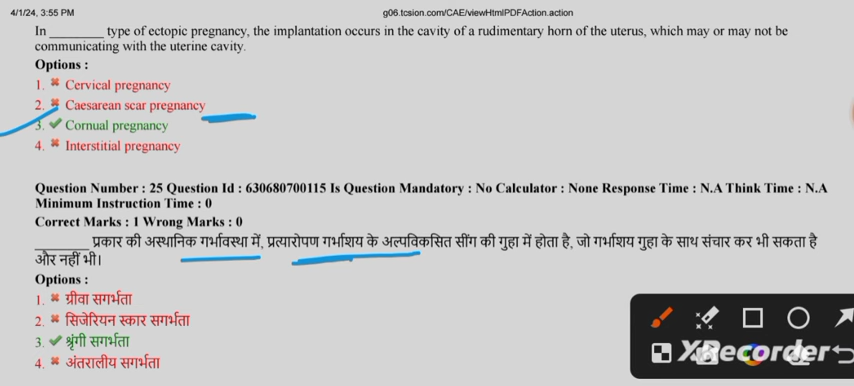 4/1/24, 3:55 PM
g06.tcsion.com/CAE/viewHtmlPDFAction.action
In ________ type of ectopic pregnancy, the implantation occurs in the cavity of a rudimentary horn of the uterus, which may or may not be
communicating with the uterine cavity.
Options :
1. ✖ Cervical pregnancy
2. ✖ Caesarean scar pregnancy
3. ✔ Cornual pregnancy
4. ✖ Interstitial pregnancy
Question Number : 25 Question Id : 630680700115 Is Question Mandatory : No Calculator : None Response Time : N.A Think Time : N.A
Minimum Instruction Time : 0
Correct Marks : 1 Wrong Marks : 0
________ प्रकार की अस्थानिक गर्भावस्था में, प्रत्यारोपण गर्भाशय के अल्पविकसित सींग की गुहा में होता है, जो गर्भाशय गुहा के साथ संचार कर भी सकता है
और नहीं भी।
Options :
1. ✖ ग्रीवा सगर्भता
2. ✖ सिजेरियन स्कार सगर्भता
3. ✔ श्रृंगी सगर्भता
4. ✖ अंतरालीय सगर्भता
XRecorder